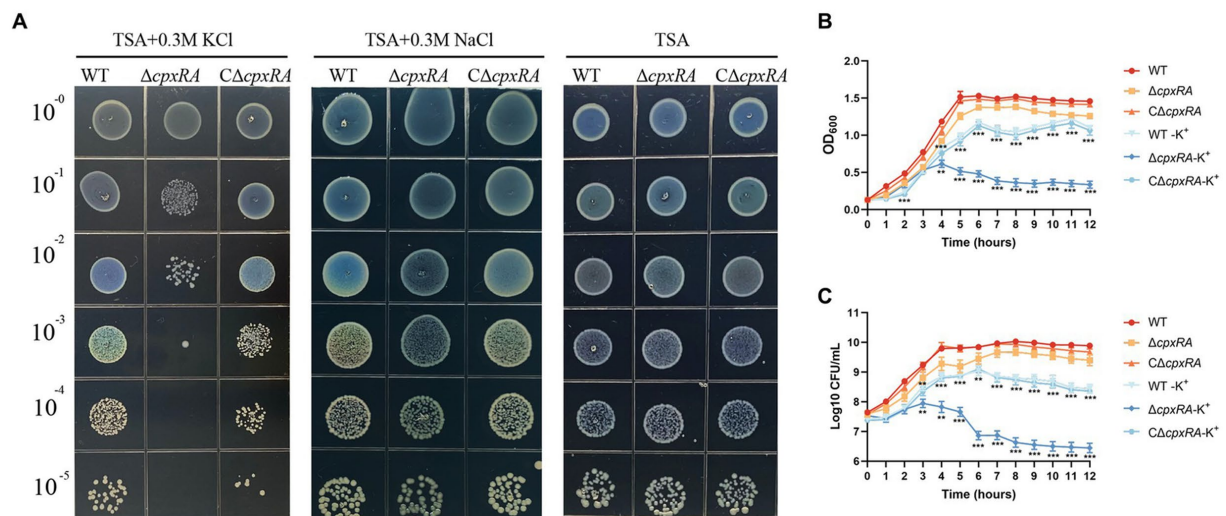 A
TSA+0.3M KCl
WT ΔcpxRA CΔcpxRA
TSA+0.3M NaCl
WT ΔcpxRA CΔcpxRA
TSA
WT ΔcpxRA CΔcpxRA
10-0
10-1
10-2
10-3
10-4
10-5
B
OD600
2.0
1.5
1.0
0.5
0.0
*** ** *** *** *** *** *** *** *** ***
** *** *** *** *** *** *** *** ***
0 1 2 3 4 5 6 7 8 9 10 11 12
Time (hours)
WT
ΔcpxRA
CΔcpxRA
WT -K+
ΔcpxRA-K+
CΔcpxRA-K+
C
Log10 CFU/mL
11
10
9
8
7
6
** *** *** ** *** *** *** *** *** ***
** ** *** *** *** *** *** *** *** ***
0 1 2 3 4 5 6 7 8 9 10 11 12
Time (hours)
WT
ΔcpxRA
CΔcpxRA
WT -K+
ΔcpxRA-K+
CΔcpxRA-K+